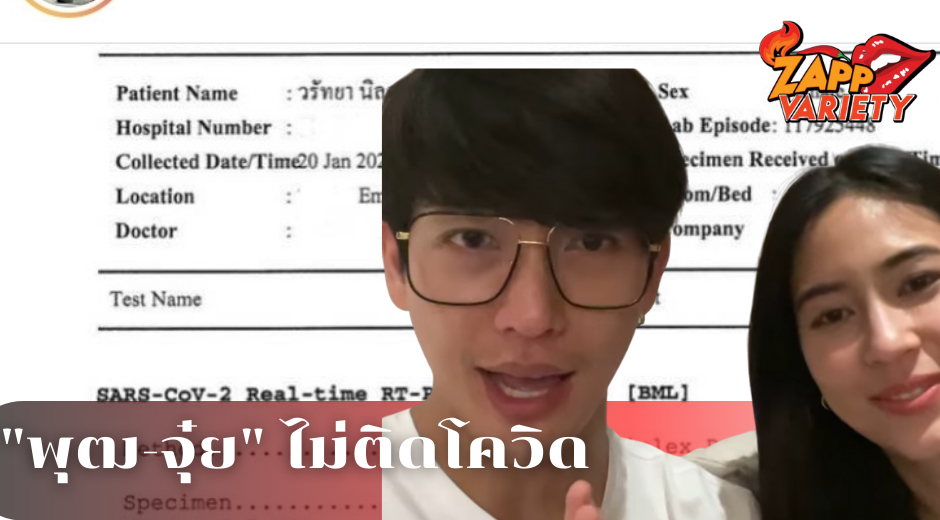 ZAPP
VARIETY
Patient Name : วรัทยา นิล
Sex
Hospital Number :
ab Episode: 117925448
Collected Date/Time 20 Jan 202
ecimen Received
Location : Em
om/Bed :
Doctor :
ompany
Test Name
SARS-CoV-2 Real-time RT-P
[BML]
"พุฒ-จุ๋ย" ไม่ติดโควิด
Specimen...........